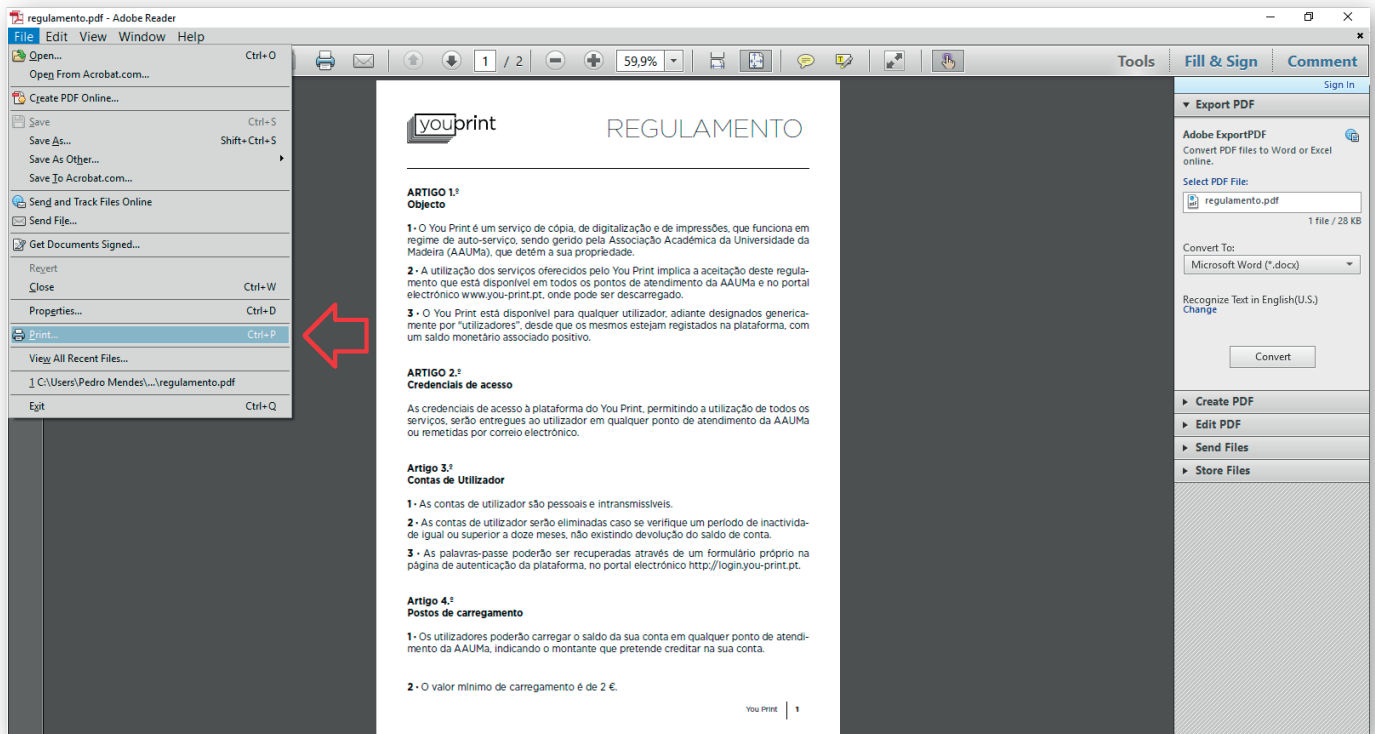 regulamento.pdf - Adobe Reader
File Edit View Window Help
Open... Ctrl+O
Open From Acrobat.com...
Create PDF Online...
Save Ctrl+S
Save As... Shift+Ctrl+S
Save As Other...
Save To Acrobat.com...
Send and Track Files Online
Send File...
Get Documents Signed...
Revert
Close Ctrl+W
Properties... Ctrl+D
Print... Ctrl+P
View All Recent Files...
1 C:\Users\Pedro Mendes\...\regulamento.pdf
Exit Ctrl+Q
1 / 2 59,9%
Tools Fill & Sign Comment
youprint REGULAMENTO
ARTIGO 1.º
Objecto
1 · O You Print é um serviço de cópia, de digitalização e de impressões, que funciona em
regime de auto-serviço, sendo gerido pela Associação Académica da Universidade da
Madeira (AAUMa), que detém a sua propriedade.
2 · A utilização dos serviços oferecidos pelo You Print implica a aceitação deste regula-
mento que está disponível em todos os pontos de atendimento da AAUMa e no portal
electrónico www.you-print.pt, onde pode ser descarregado.
3 · O You Print está disponível para qualquer utilizador, adiante designados generica-
mente por “utilizadores”, desde que os mesmos estejam registados na plataforma, com
um saldo monetário associado positivo.
ARTIGO 2.º
Credenciais de acesso
As credenciais de acesso à plataforma do You Print, permitindo a utilização de todos os
serviços, serão entregues ao utilizador em qualquer ponto de atendimento da AAUMa
ou remetidas por correio electrónico.
Artigo 3.º
Contas de Utilizador
1 · As contas de utilizador são pessoais e intransmissíveis.
2 · As contas de utilizador serão eliminadas caso se verifique um período de inactivida-
de igual ou superior a doze meses, não existindo devolução do saldo de conta.
3 · As palavras-passe poderão ser recuperadas através de um formulário próprio na
página de autenticação da plataforma, no portal electrónico http://login.you-print.pt.
Artigo 4.º
Postos de carregamento
1 · Os utilizadores poderão carregar o saldo da sua conta em qualquer ponto de atendi-
mento da AAUMa, indicando o montante que pretende creditar na sua conta.
2 · O valor mínimo de carregamento é de 2 €.
You Print 1
Sign In
Export PDF
Adobe ExportPDF
Convert PDF files to Word or Excel
online.
Select PDF File:
regulamento.pdf
1 file / 28 KB
Convert To:
Microsoft Word (*.docx)
Recognize Text in English(U.S.)
Change
Convert
Create PDF
Edit PDF
Send Files
Store Files